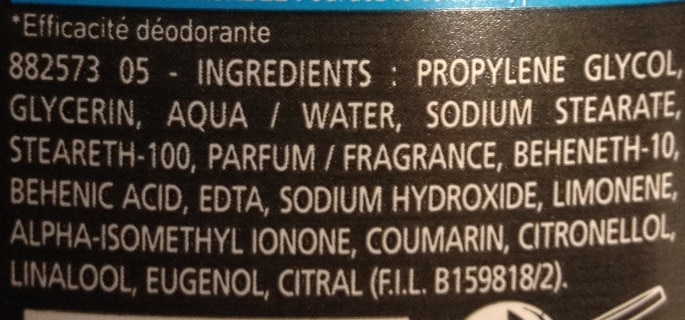 *Efficacité déodorante
882573 05 - INGREDIENTS : PROPYLENE GLYCOL,
GLYCERIN, AQUA / WATER, SODIUM STEARATE,
STEARETH-100, PARFUM / FRAGRANCE, BEHENETH-10,
BEHENIC ACID, EDTA, SODIUM HYDROXIDE, LIMONENE,
ALPHA-ISOMETHYL IONONE, COUMARIN, CITRONELLOL,
LINALOOL, EUGENOL, CITRAL (F.I.L. B159818/2).